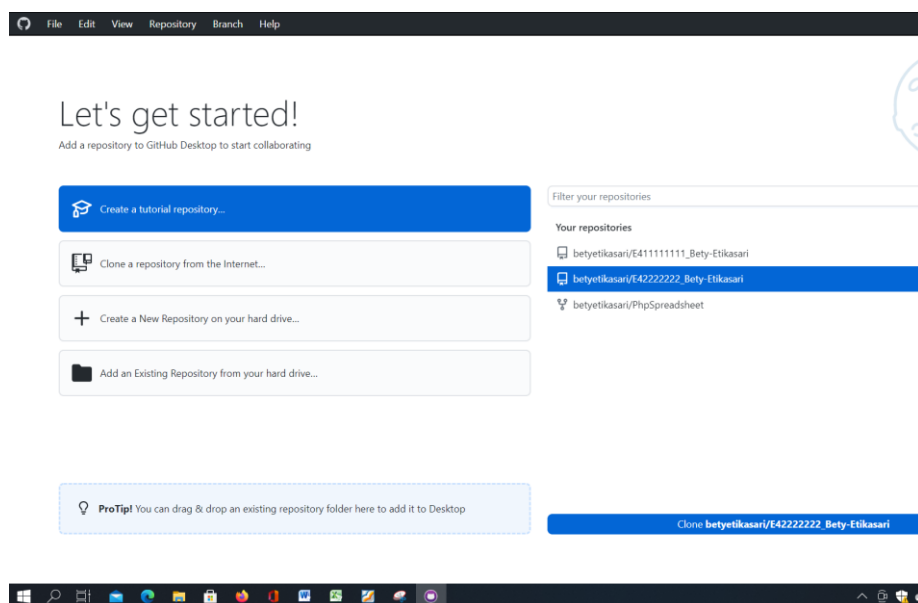 File Edit View Repository Branch Help
Let's get started!
Add a repository to GitHub Desktop to start collaborating
Create a tutorial repository...
Clone a repository from the Internet...
Create a New Repository on your hard drive...
Add an Existing Repository from your hard drive...
ProTip! You can drag & drop an existing repository folder here to add it to Desktop
Filter your repositories
Your repositories
betyetikasari/E411111111_Bety-Etikasari
betyetikasari/E42222222_Bety-Etikasari
betyetikasari/PhpSpreadsheet
Clone betyetikasari/E42222222_Bety-Etikasari